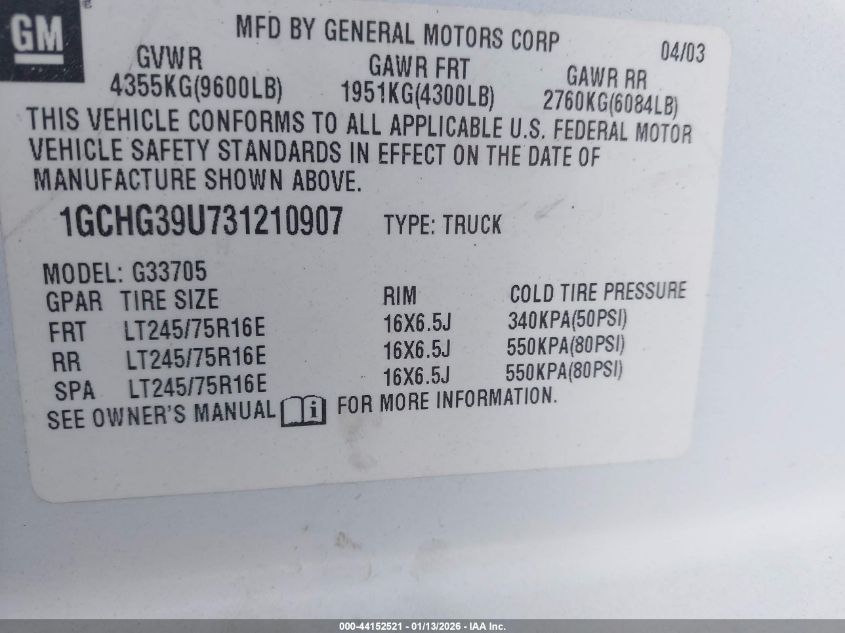 GM
MFD BY GENERAL MOTORS CORP 04/03
GVWR GAWR FRT GAWR RR
4355KG(9600LB) 1951KG(4300LB) 2760KG(6084LB)
THIS VEHICLE CONFORMS TO ALL APPLICABLE U.S. FEDERAL MOTOR
VEHICLE SAFETY STANDARDS IN EFFECT ON THE DATE OF
MANUFACTURE SHOWN ABOVE.
1GCHG39U731210907 TYPE: TRUCK
MODEL: G33705
GPAR TIRE SIZE RIM COLD TIRE PRESSURE
FRT LT245/75R16E 16X6.5J 340KPA(50PSI)
RR LT245/75R16E 16X6.5J 550KPA(80PSI)
SPA LT245/75R16E 16X6.5J 550KPA(80PSI)
SEE OWNER'S MANUAL i FOR MORE INFORMATION.
000-44152521 - 01/13/2026 - IAA Inc.